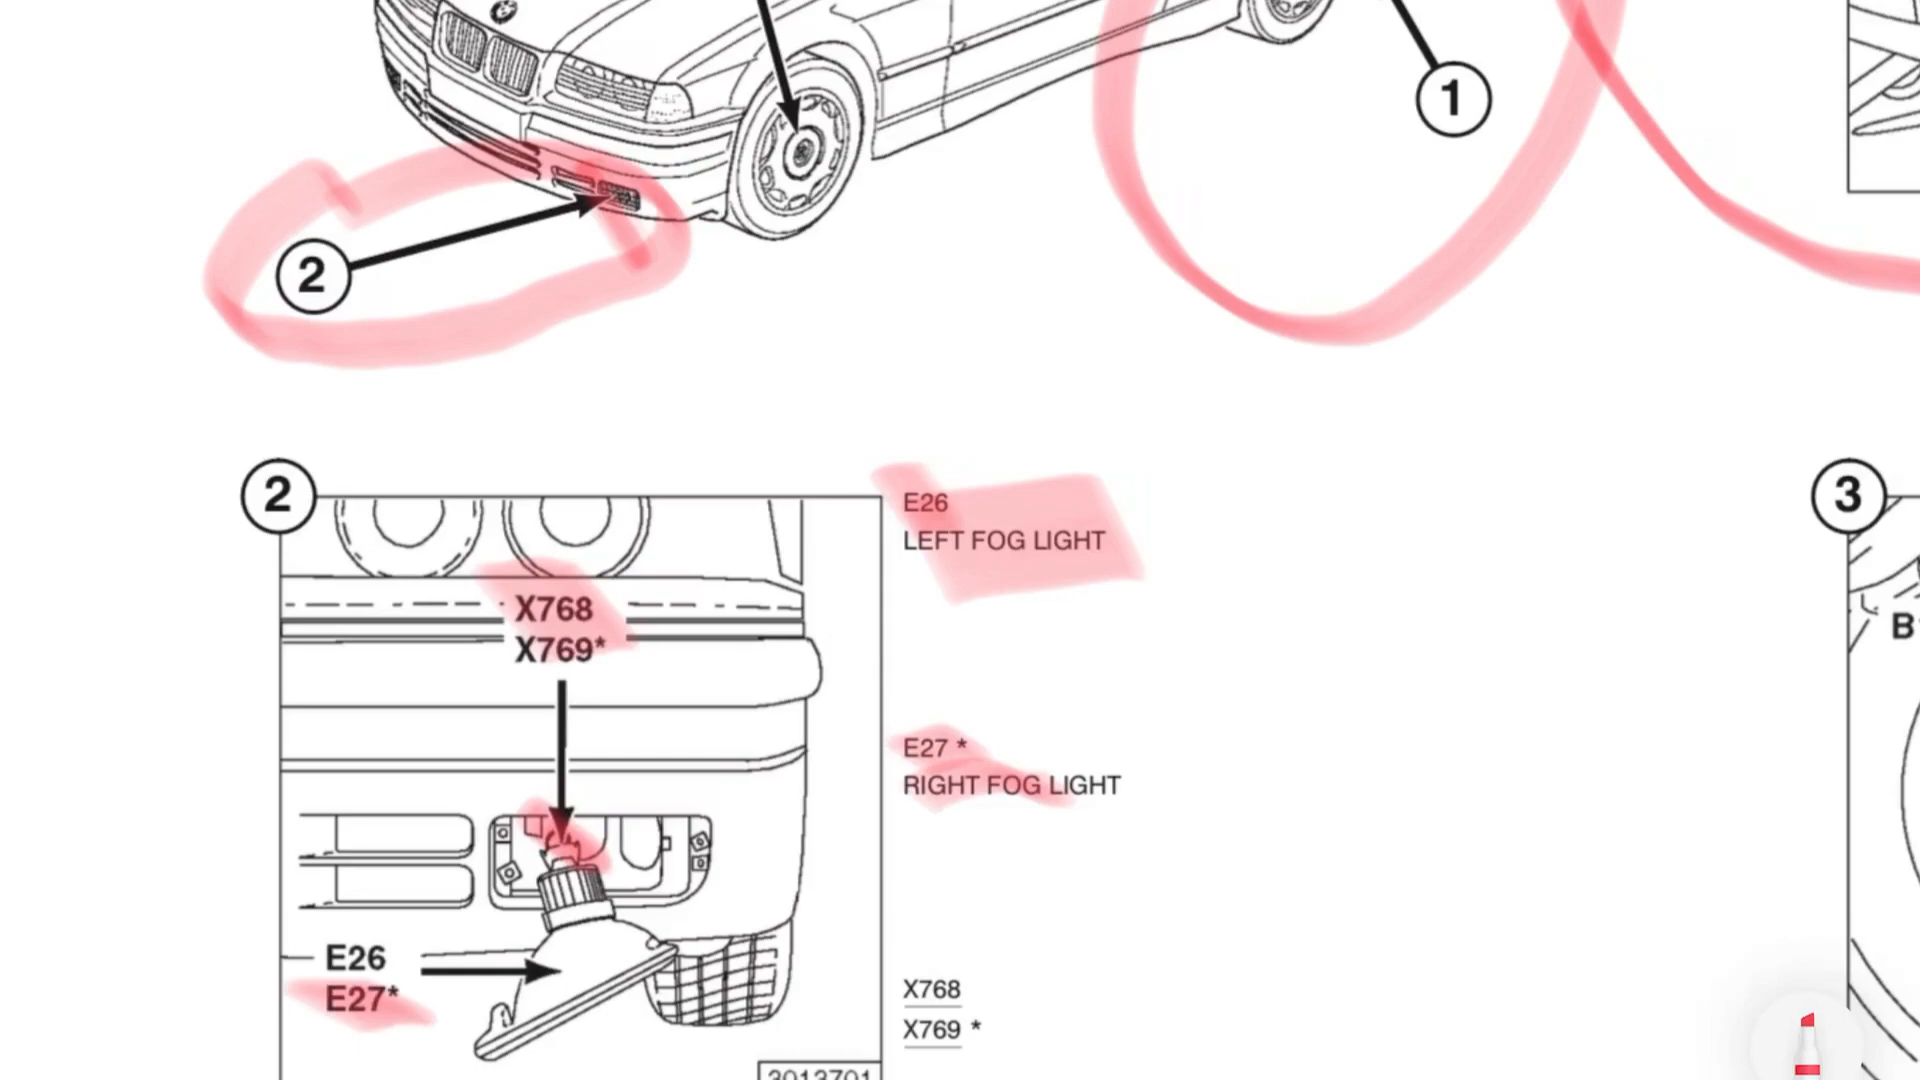 1
2
2
E26
LEFT FOG LIGHT
3
X768
X769*
E27 *
RIGHT FOG LIGHT
E26
E27*
X768
X769 *